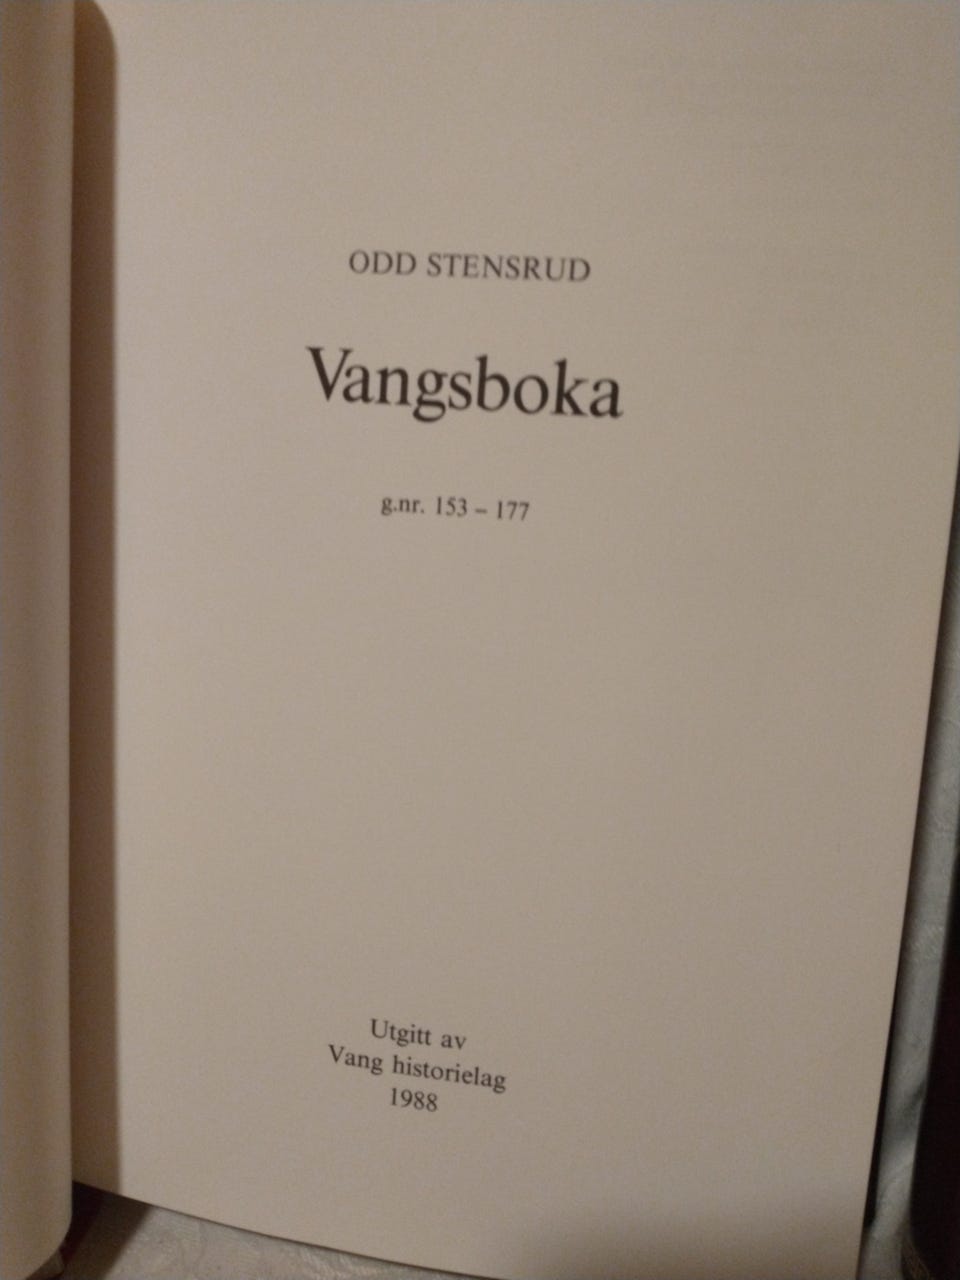 ODD STENSRUD
Vangsboka
g.nr. 153 – 177
Utgitt av
Vang historielag
1988